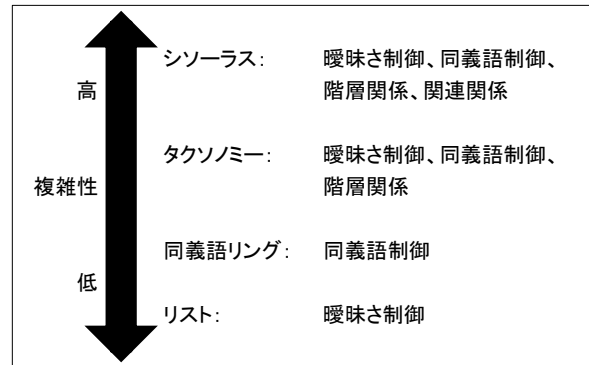 シソーラス： 曖昧さ制御、同義語制御、
高 階層関係、関連関係
タクソノミー： 曖昧さ制御、同義語制御、
複雑性 階層関係
同義語リング： 同義語制御
低
リスト： 曖昧さ制御